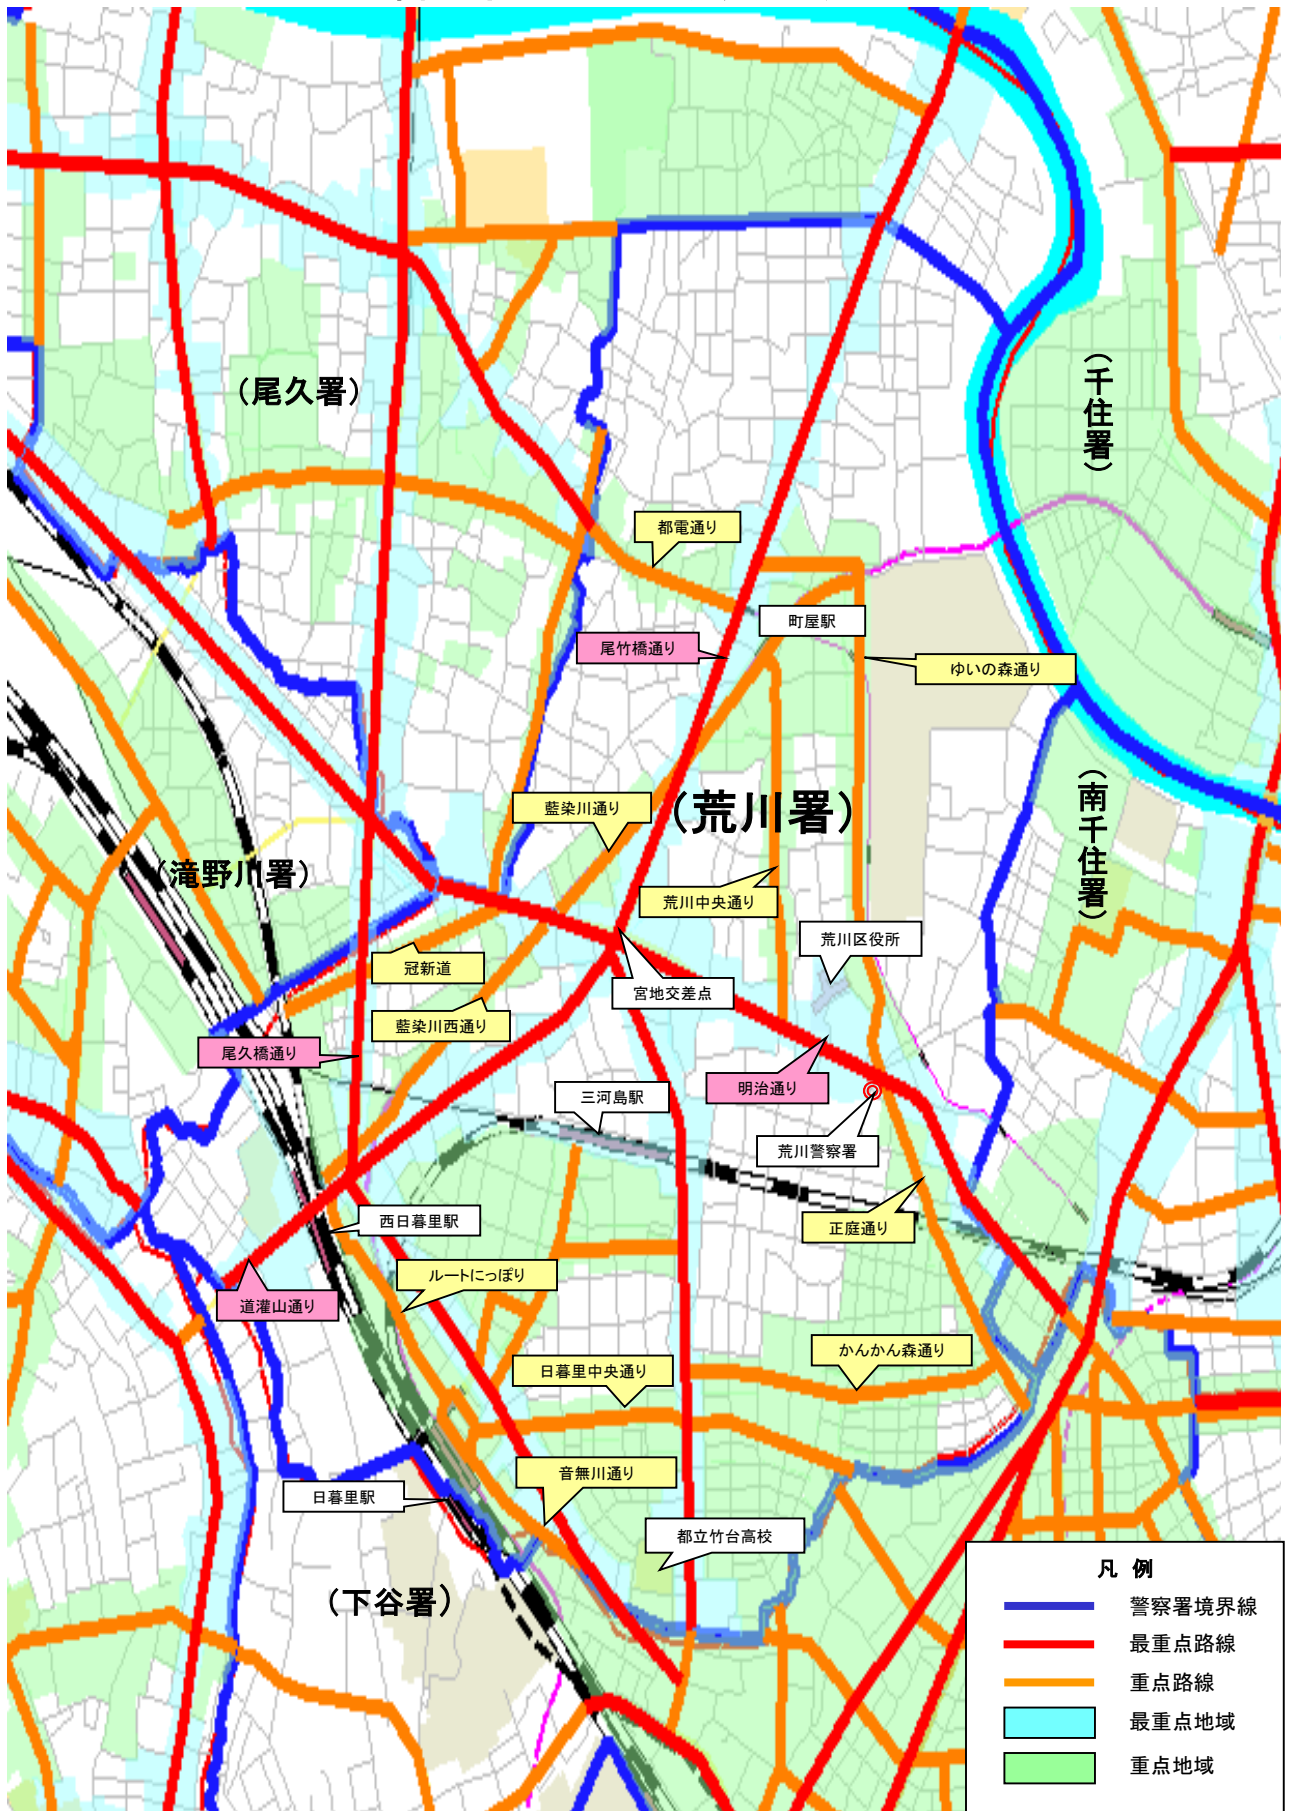 (尾久署)
(千住署)
都電通り
町屋駅
尾竹橋通り
ゆいの森通り
藍染川通り
(荒川署)
(南千住署)
(滝野川署)
荒川中央通り
荒川区役所
冠新道
宮地交差点
藍染川西通り
尾久橋通り
三河島駅
明治通り
荒川警察署
西日暮里駅
正庭通り
ルートにっぽり
道灌山通り
かんかん森通り
日暮里中央通り
音無川通り
日暮里駅
都立竹台高校
(下谷署)
凡 例
警察署境界線
最重点路線
重点路線
最重点地域
重点地域